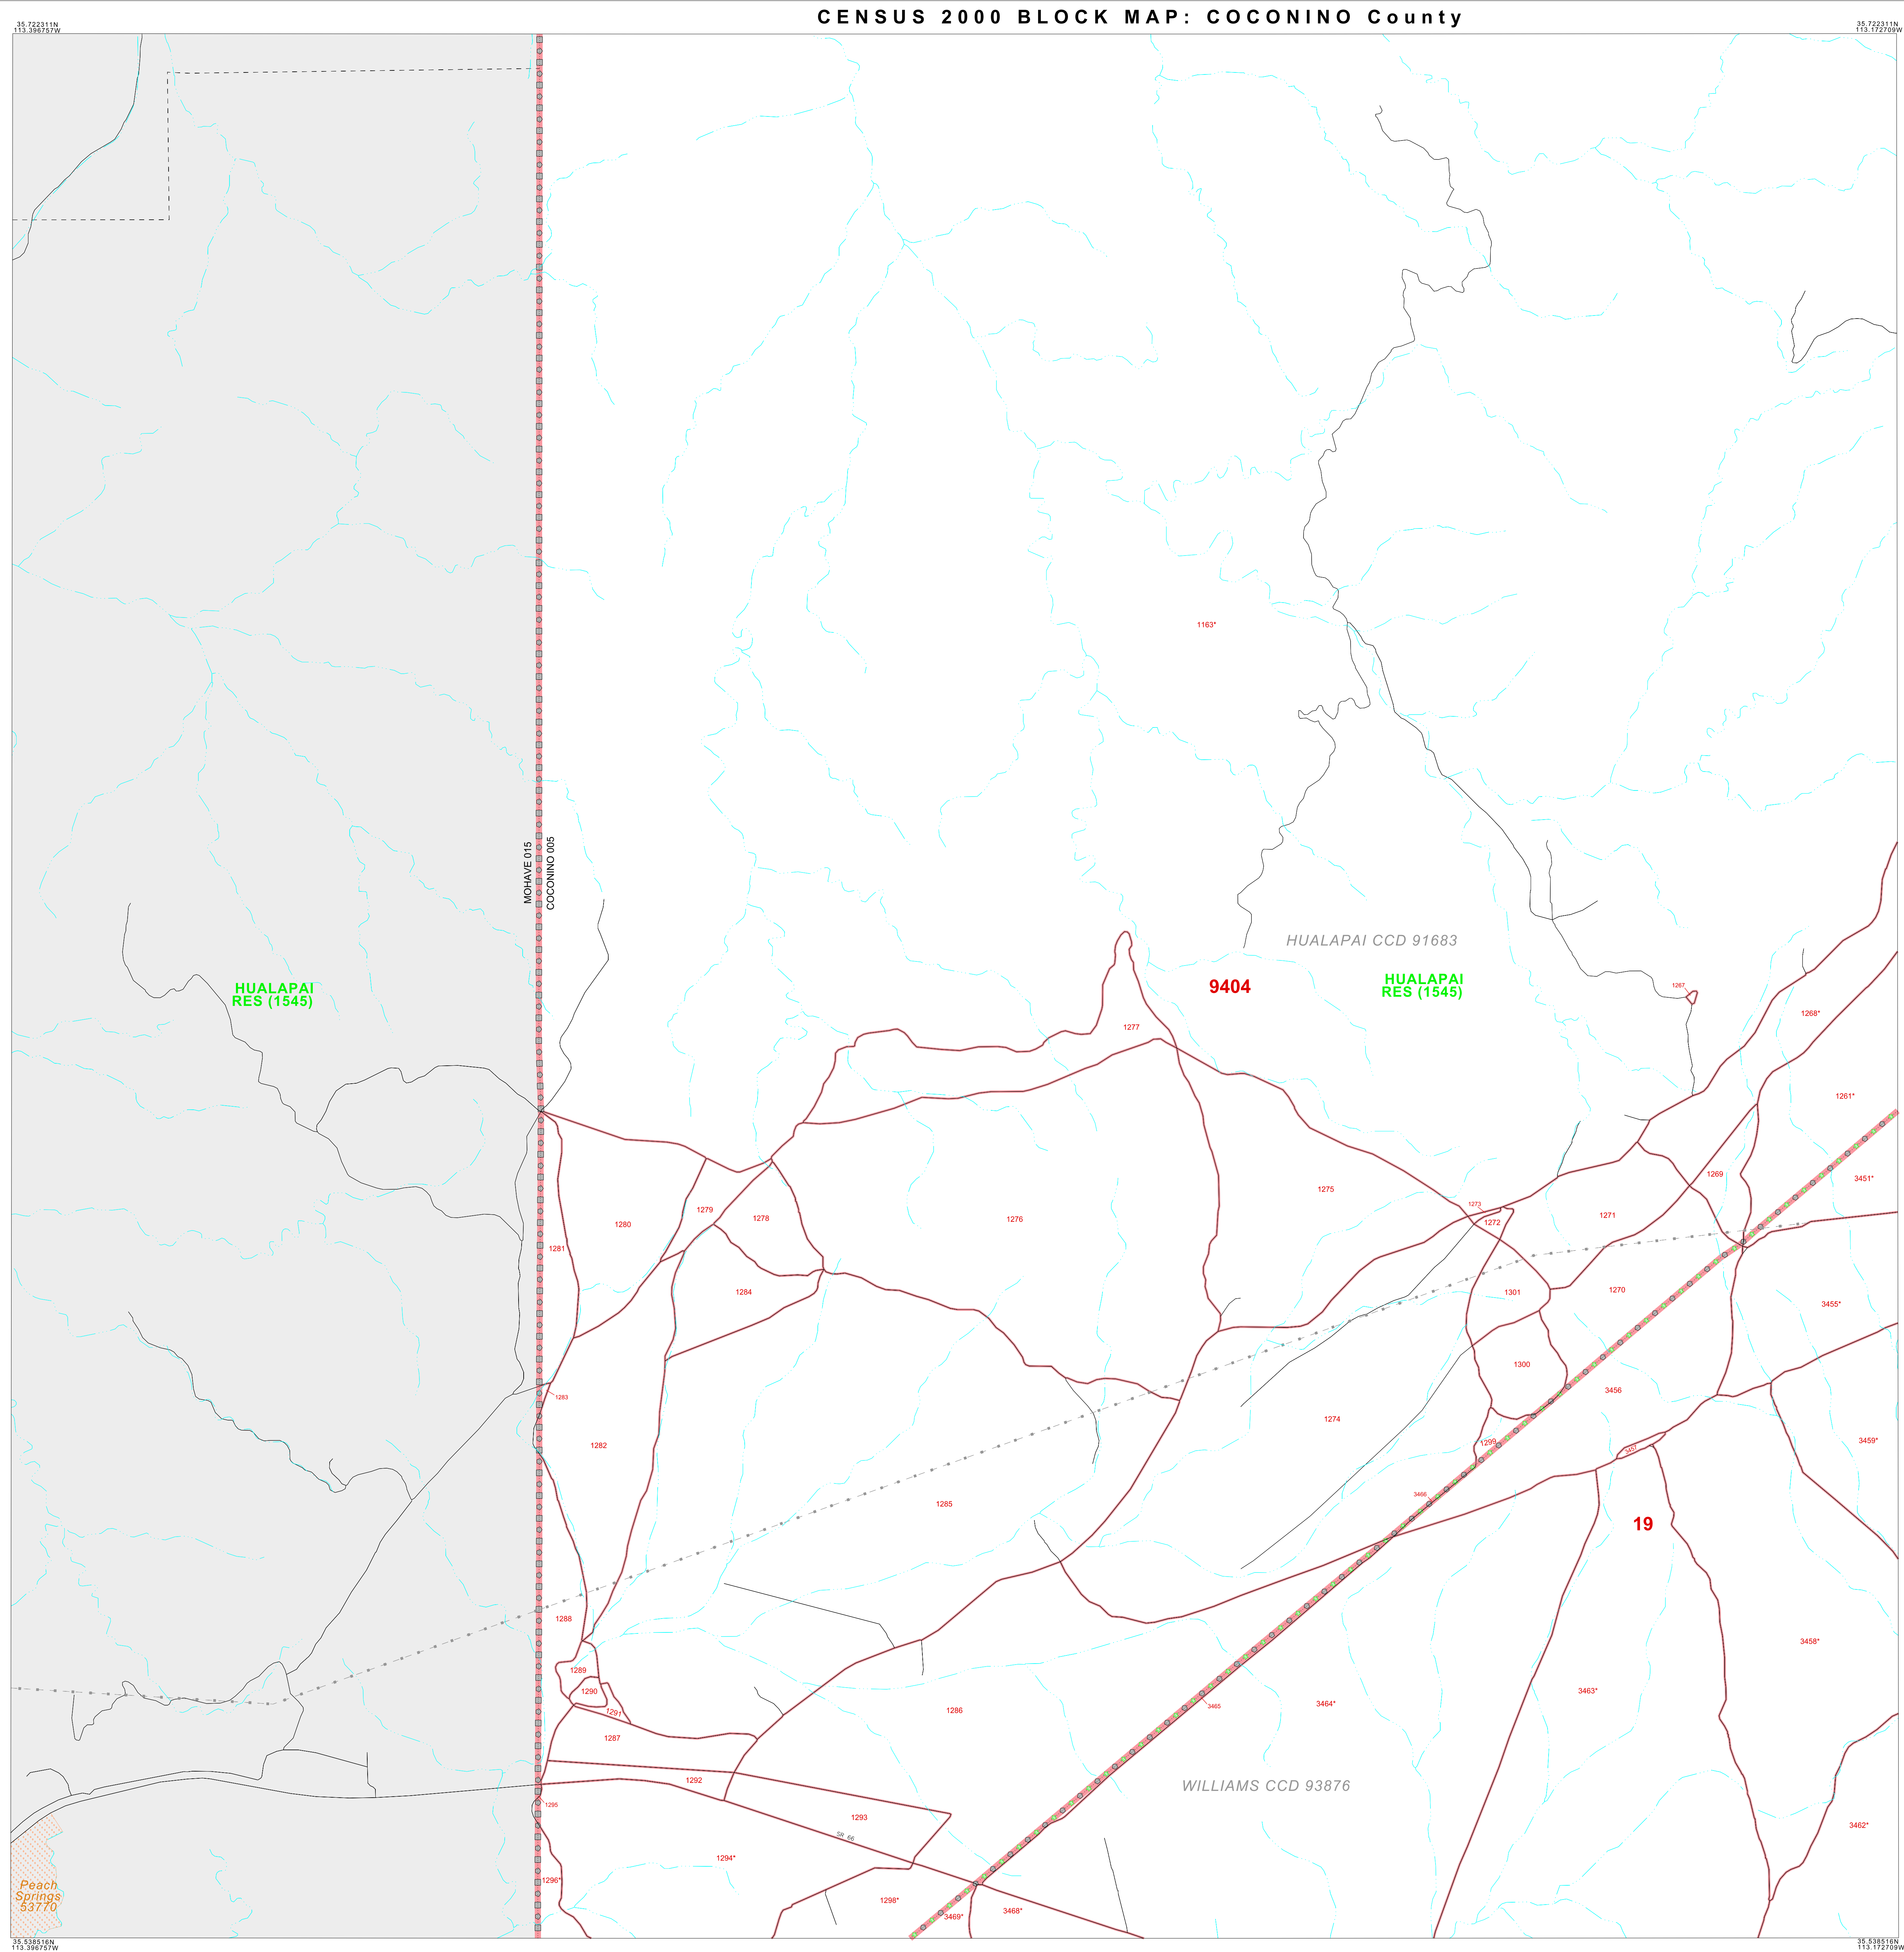 CENSUS 2000 BLOCK MAP: COCONINO County
35.722311N
113.396757W
35.722311N
113.172709W
1163*
MOHAVE 015
COCONINO 005
HUALAPAI CCD 91683
HUALAPAI
RES (1545)
9404
HUALAPAI
RES (1545)
1267
1268*
1277
1261*
1269
3451*
1275
1273
1272
1271
1279
1278
1276
1280
1281
1284
1301
1270
3455*
1300
3456
1283
1282
1274
1299
3457
3459*
1285
3466
19
1288
3458*
1289
1290
1291
1287
1286
3465
3464*
3463*
1292
WILLIAMS CCD 93876
1295
1293
SR 66
3462*
1294*
1296*
Peach
Springs
53770
1298*
3469*
3468*
35.538516N
113.396757W
35.538516N
113.172709W